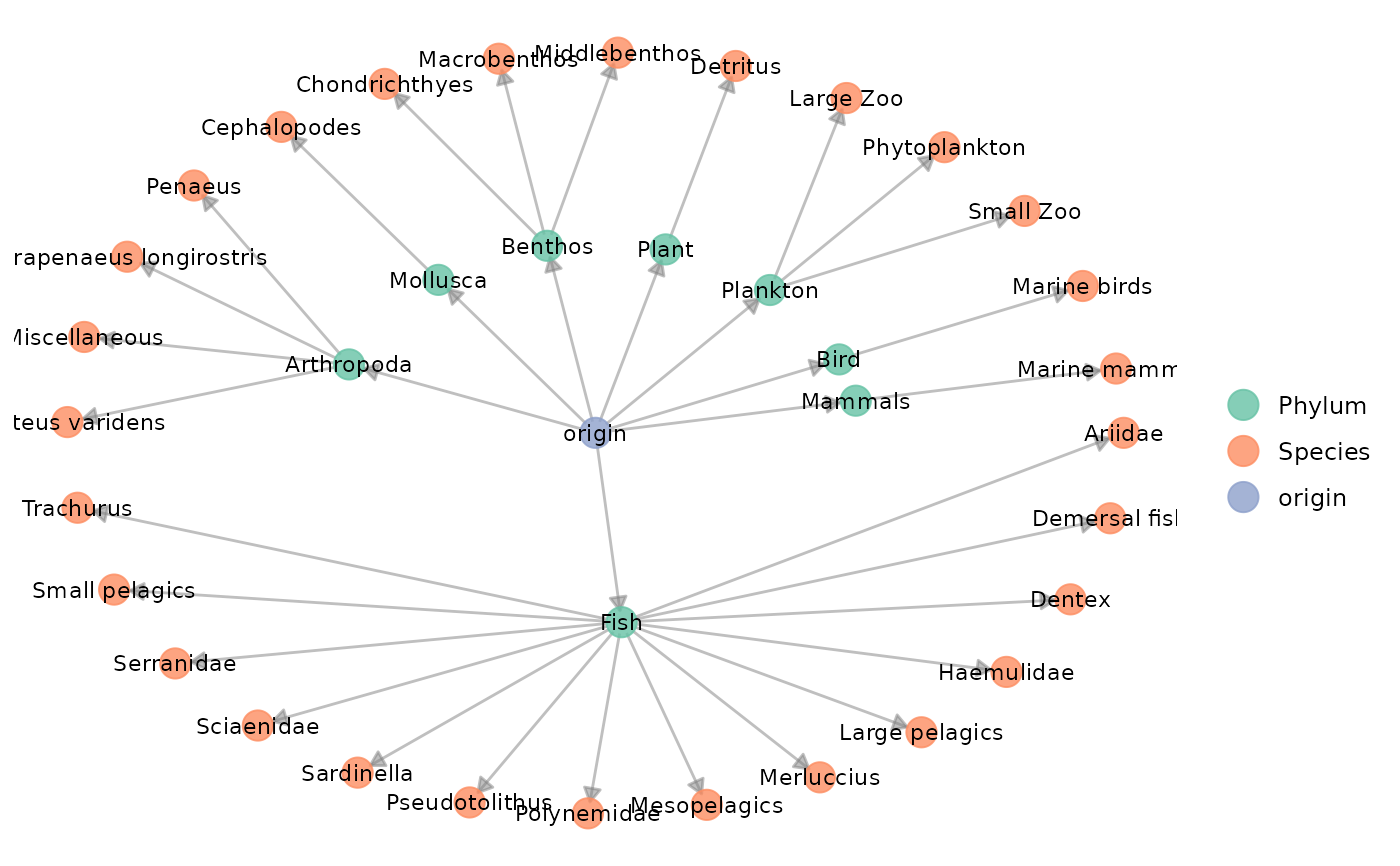 Middlebenthos
Macrobenthos
Detritus
Chondrichthyes
Large Zoo
Cephalopodes
Phytoplankton
Penaeus
Small Zoo
Benthos
Plant
rapenaeus longirostris
Mollusca
Plankton
Marine birds
Miscellaneous
Bird
Arthropoda
Marine mamm
Mammals
Phylum
teus varidens
origin
Ariidae
Species
origin
Trachurus
Demersal fish
Small pelagics
Dentex
Fish
Serranidae
Haemulidae
Sciaenidae
Large pelagics
Sardinella
Merluccius
Pseudotolithus
Mesopelagics
Polynemidae